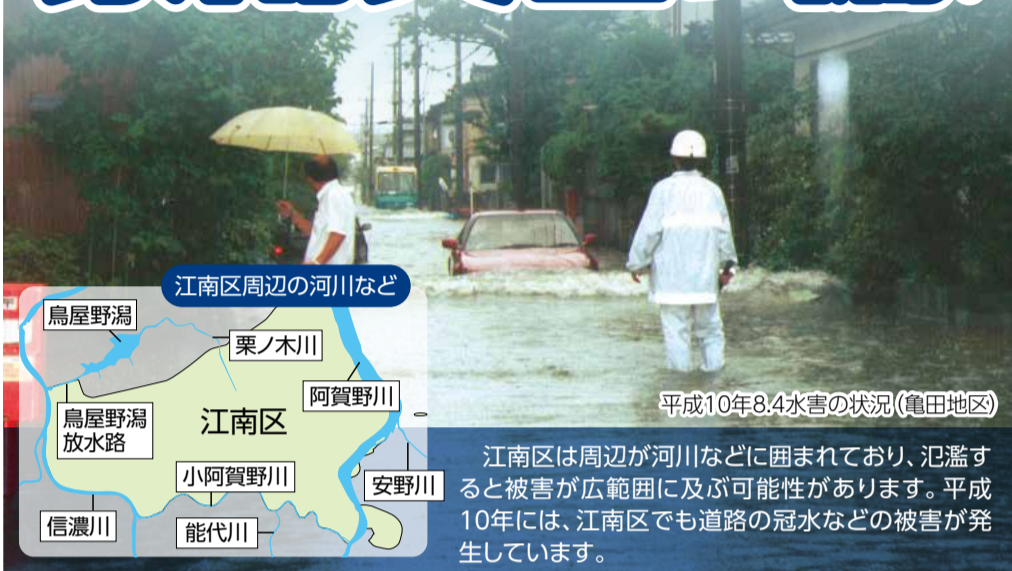 江南区周辺の河川など
鳥屋野潟
栗ノ木川
阿賀野川
鳥屋野潟
放水路
江南区
小阿賀野川
安野川
信濃川
能代川
平成10年8.4水害の状況(亀田地区)
江南区は周辺が河川などに囲まれており、氾濫す
ると被害が広範囲に及ぶ可能性があります。平成
10年には、江南区でも道路の冠水などの被害が発
生しています。